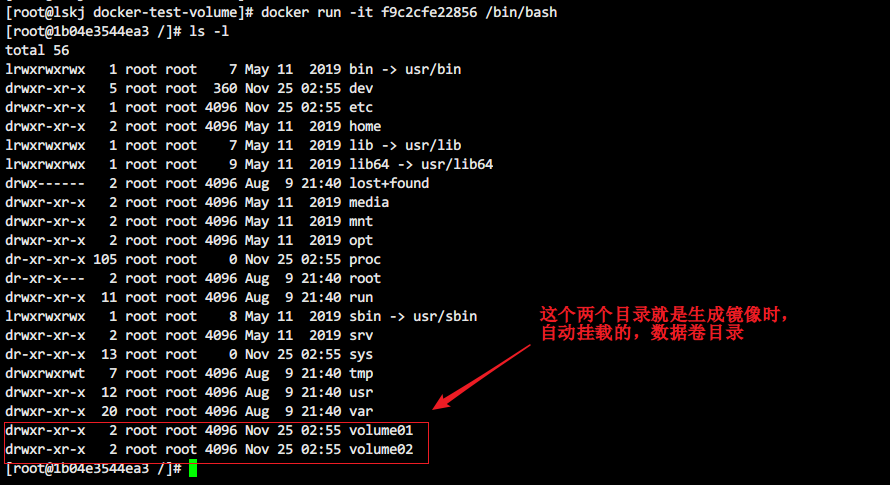 [root@lskj docker-test-volume]# docker run -it f9c2cfe22856 /bin/bash
[root@1b04e3544ea3 /]# ls -l
total 56
lrwxrwxrwx   1 root root    7 May 11  2019 bin -> usr/bin
drwxr-xr-x   5 root root  360 Nov 25 02:55 dev
drwxr-xr-x   1 root root 4096 Nov 25 02:55 etc
drwxr-xr-x   2 root root 4096 May 11  2019 home
lrwxrwxrwx   1 root root    7 May 11  2019 lib -> usr/lib
lrwxrwxrwx   1 root root    9 May 11  2019 lib64 -> usr/lib64
drwx------   2 root root 4096 Aug  9 21:40 lost+found
drwxr-xr-x   2 root root 4096 May 11  2019 media
drwxr-xr-x   2 root root 4096 May 11  2019 mnt
drwxr-xr-x   2 root root 4096 May 11  2019 opt
dr-xr-xr-x 105 root root    0 Nov 25 02:55 proc
dr-xr-x---   2 root root 4096 Aug  9 21:40 root
drwxr-xr-x  11 root root 4096 Aug  9 21:40 run
lrwxrwxrwx   1 root root    8 May 11  2019 sbin -> usr/sbin
drwxr-xr-x   2 root root 4096 May 11  2019 srv
dr-xr-xr-x  13 root root    0 Nov 25 02:55 sys
drwxrwxrwt   7 root root 4096 Aug  9 21:40 tmp
drwxr-xr-x  12 root root 4096 Aug  9 21:40 usr
drwxr-xr-x  20 root root 4096 Aug  9 21:40 var
drwxr-xr-x   2 root root 4096 Nov 25 02:55 volume01
drwxr-xr-x   2 root root 4096 Nov 25 02:55 volume02
[root@1b04e3544ea3 /]#
这个两个目录就是生成镜像时，
自动挂载的，数据卷目录